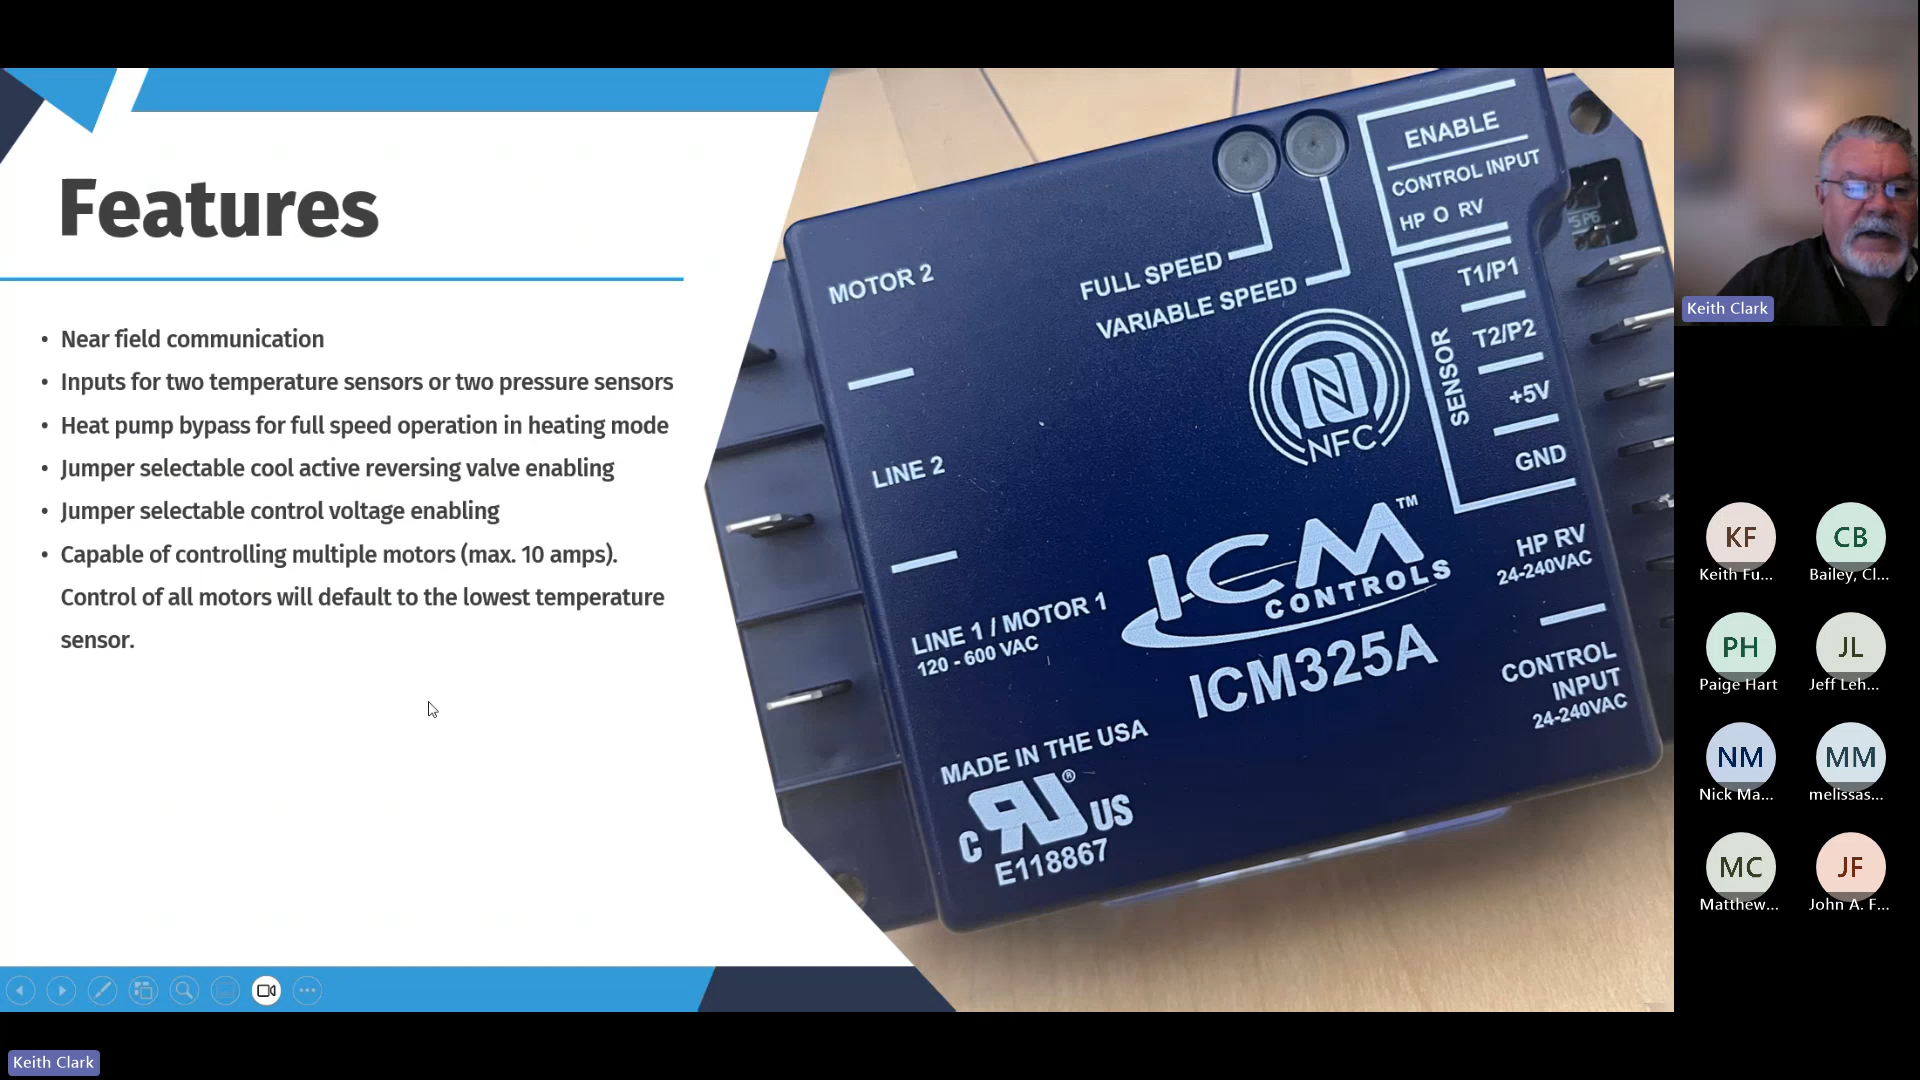 Features
• Near field communication
• Inputs for two temperature sensors or two pressure sensors
• Heat pump bypass for full speed operation in heating mode
• Jumper selectable cool active reversing valve enabling
• Jumper selectable control voltage enabling
• Capable of controlling multiple motors (max. 10 amps).
Control of all motors will default to the lowest temperature
sensor.
ENABLE
CONTROL INPUT
HP O RV
MOTOR 2
FULL SPEED
VARIABLE SPEED
T1/P1
T2/P2
SENSOR
+5V
GND
NFC
LINE 2
ICM™
CONTROLS
ICM325A
HP RV
24-240VAC
LINE 1 / MOTOR 1
120 - 600 VAC
CONTROL
INPUT
24-240VAC
MADE IN THE USA
C RU® US
E118867
Keith Clark
KF
Keith Fu...
CB
Bailey, Cl...
PH
Paige Hart
JL
Jeff Leh...
NM
Nick Ma...
MM
melissas...
MC
Matthew...
JF
John A. F...
Keith Clark